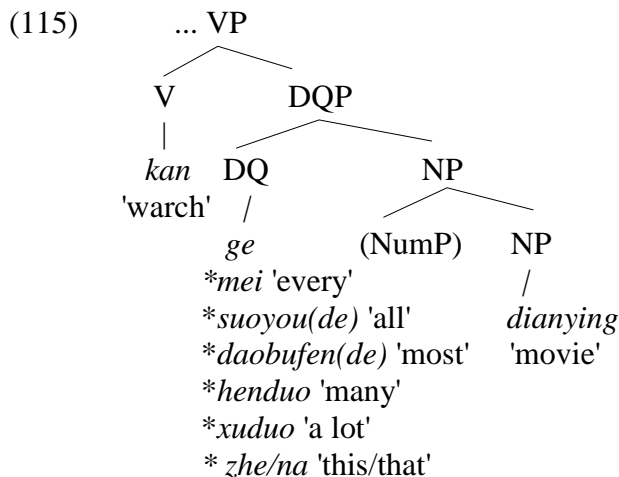 (115) ... VP
V DQP
kan DQ NP
'warch'
ge (NumP) NP
*mei 'every'
*suoyou(de) 'all' dianying
*daobufen(de) 'most' 'movie'
*henduo 'many'
*xuduo 'a lot'
* zhe/na 'this/that'